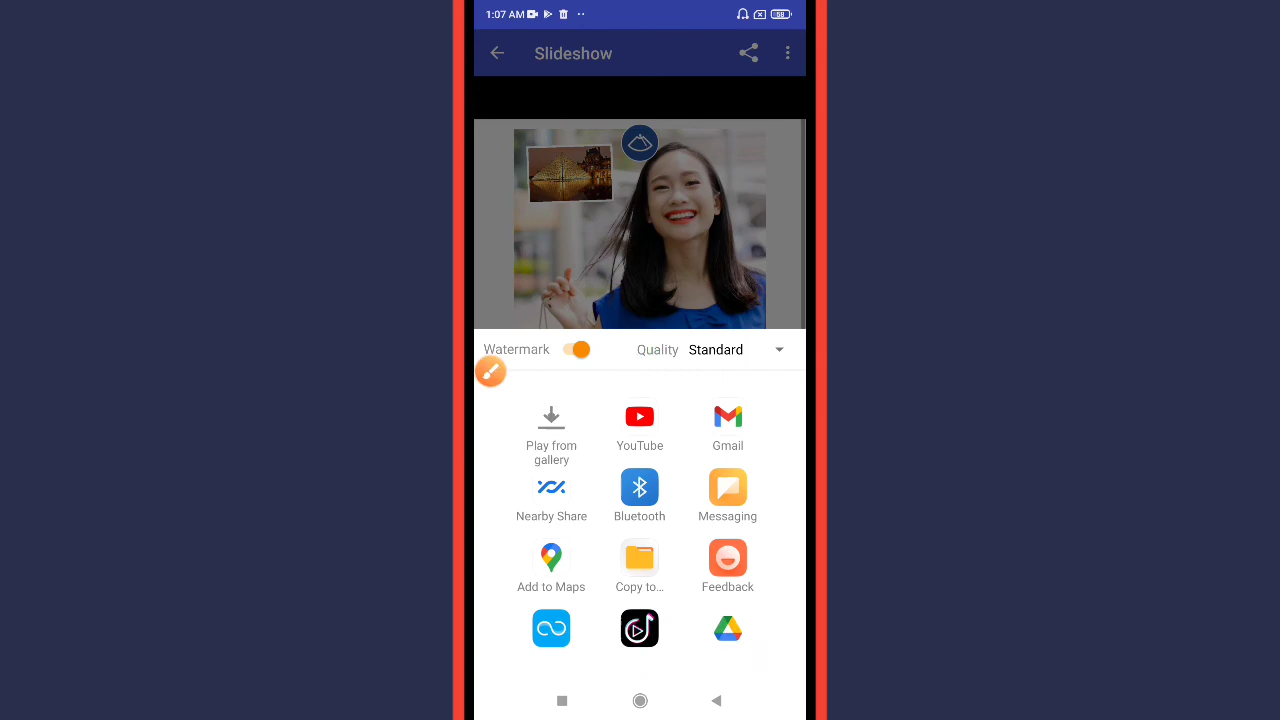 1:07 AM
58
Slideshow
Watermark Quality Standard
Play from
gallery
YouTube
Gmail
Nearby Share
Bluetooth
Messaging
Add to Maps
Copy to...
Feedback